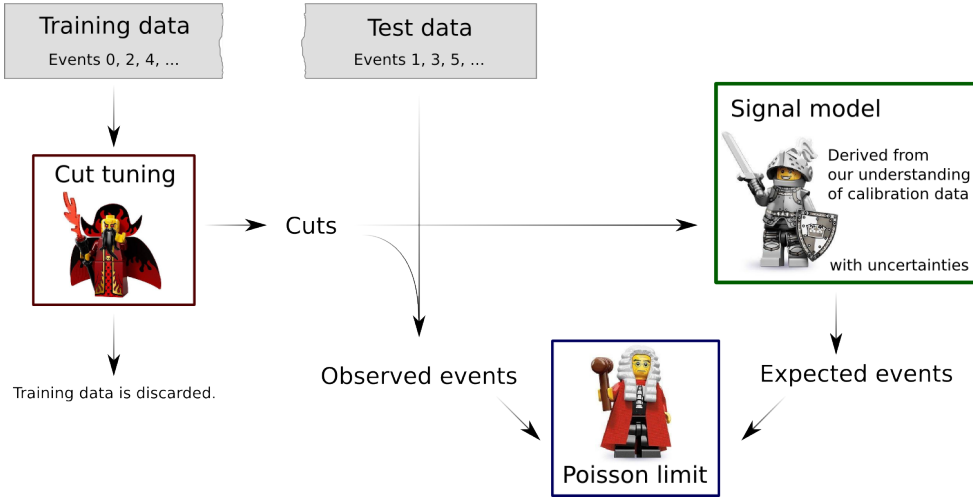 Training data
Events 0, 2, 4, ...
Test data
Events 1, 3, 5, ...
Signal model
Derived from
our understanding
of calibration data
with uncertainties
Cut tuning
Cuts
Training data is discarded.
Observed events
Expected events
Poisson limit